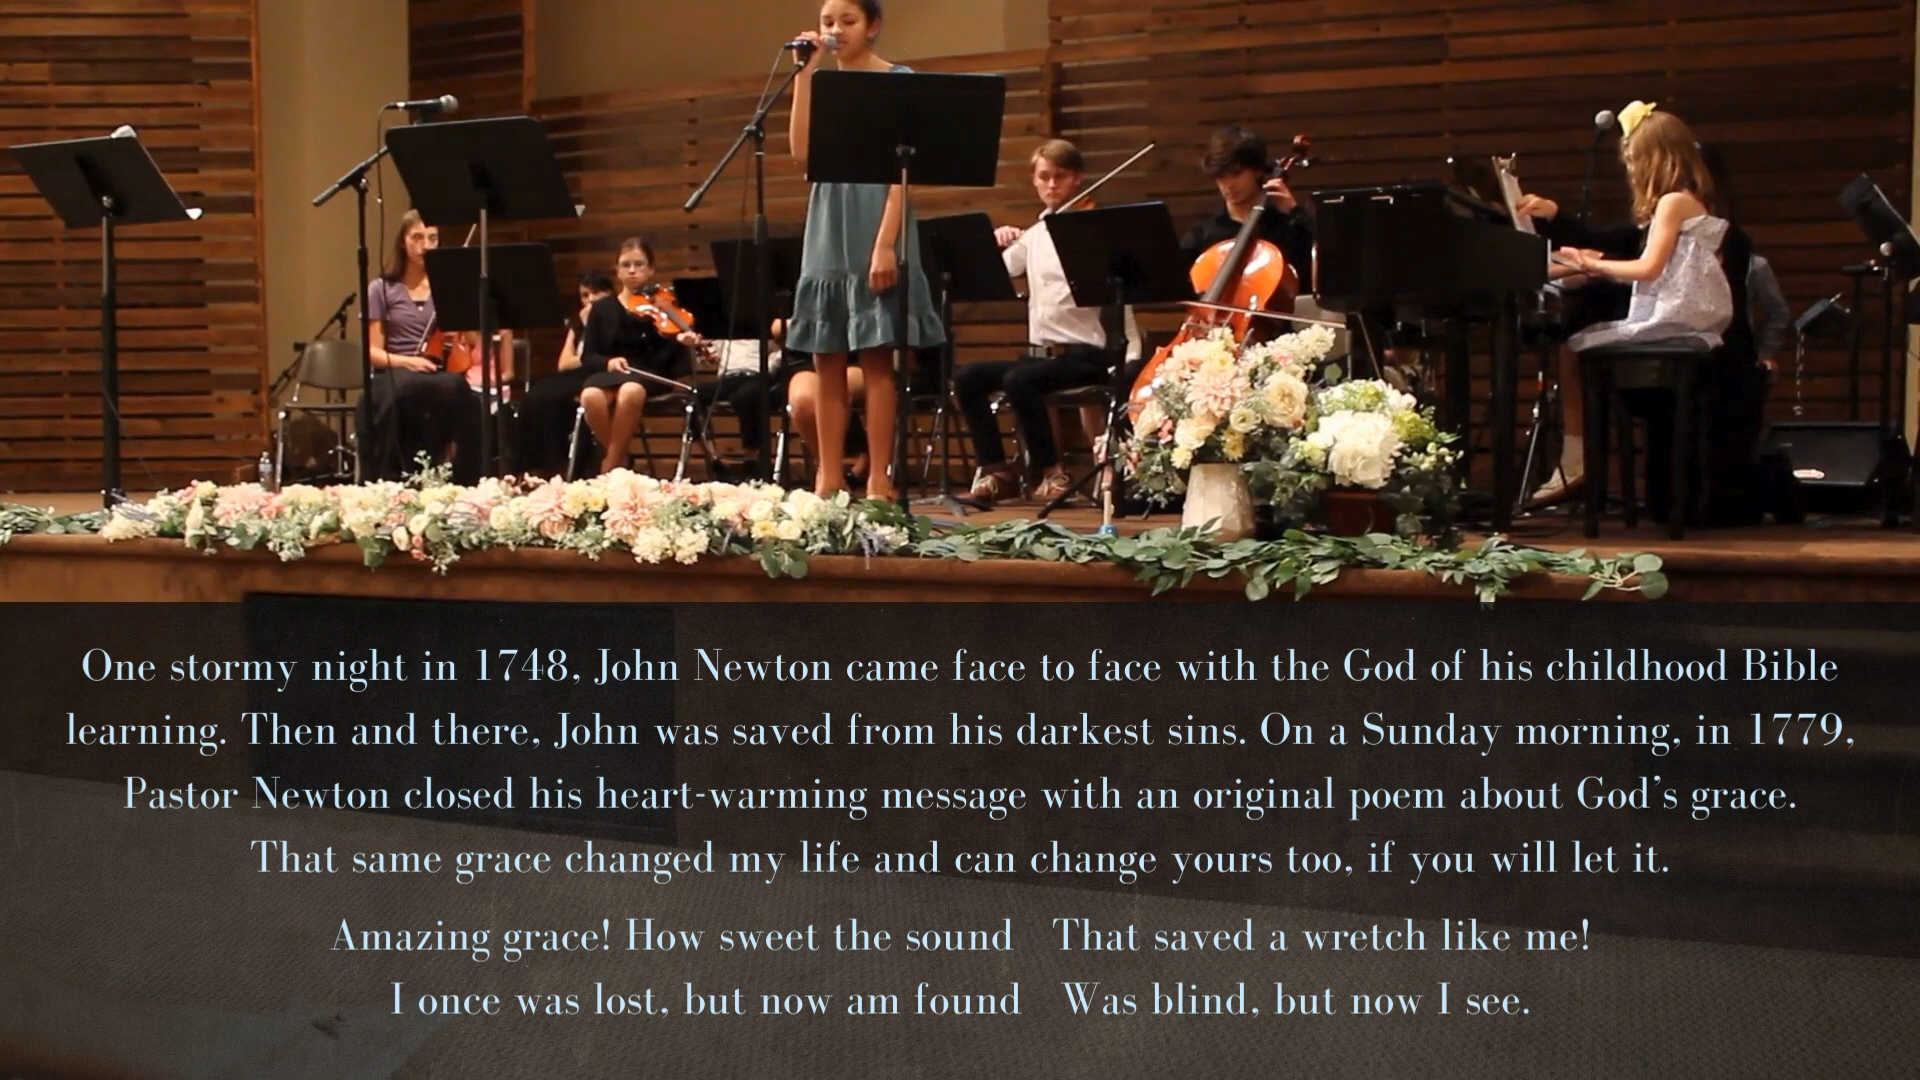 One stormy night in 1748, John Newton came face to face with the God of his childhood Bible
learning. Then and there, John was saved from his darkest sins. On a Sunday morning, in 1779,
Pastor Newton closed his heart-warming message with an original poem about God’s grace.
That same grace changed my life and can change yours too, if you will let it.
Amazing grace! How sweet the sound That saved a wretch like me!
I once was lost, but now am found Was blind, but now I see.